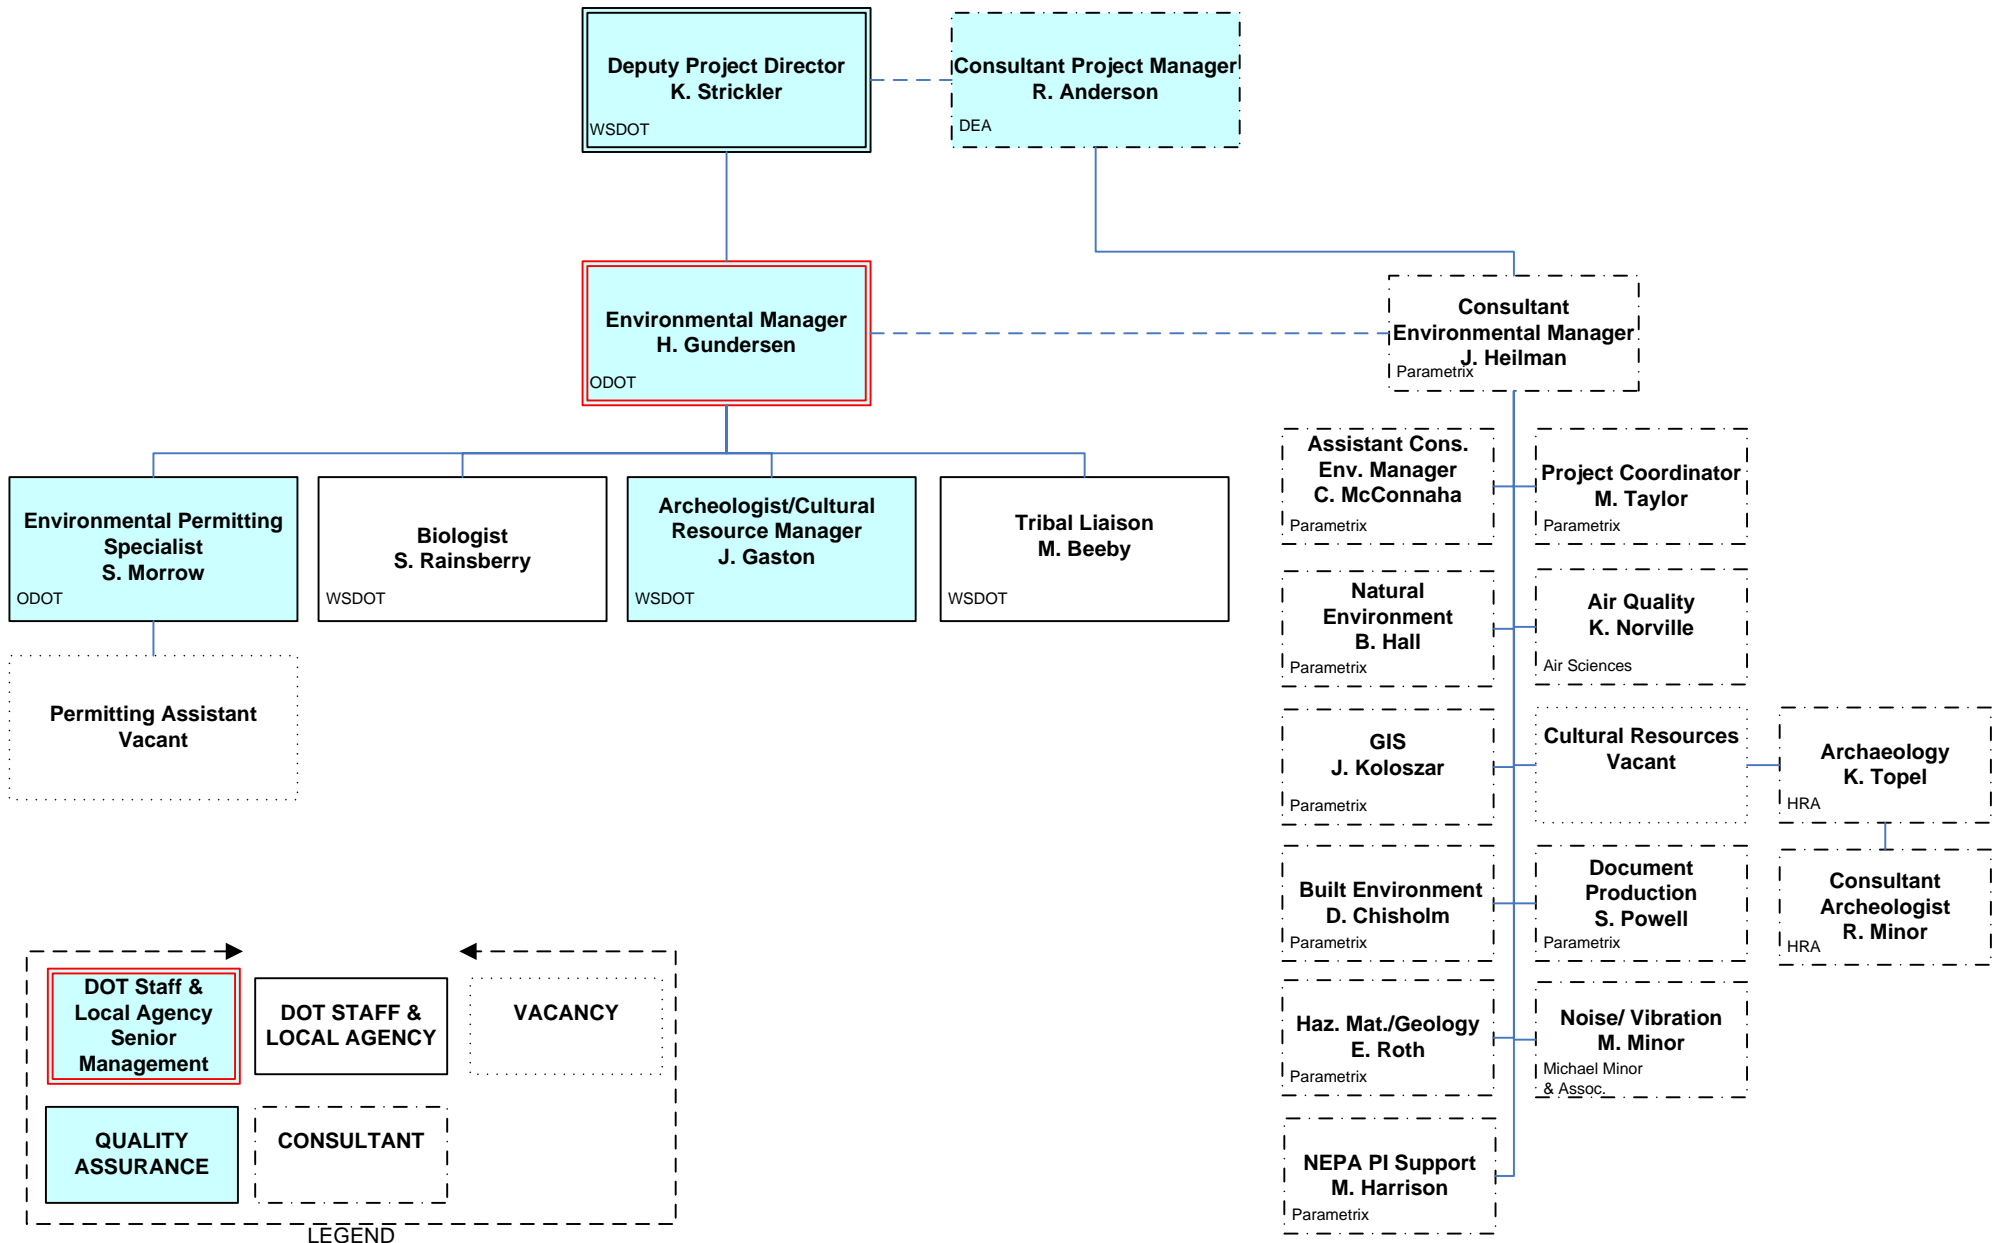 Deputy Project Director
K. Strickler
WSDOT
Consultant Project Manager
R. Anderson
DEA
Environmental Manager
H. Gundersen
ODOT
Consultant
Environmental Manager
J. Heilman
Parametrix
Environmental Permitting
Specialist
S. Morrow
ODOT
Biologist
S. Rainsberry
WSDOT
Archeologist/Cultural
Resource Manager
J. Gaston
WSDOT
Tribal Liaison
M. Beeby
WSDOT
Permitting Assistant
Vacant
Assistant Cons.
Env. Manager
C. McConnaha
Parametrix
Project Coordinator
M. Taylor
Parametrix
Natural
Environment
B. Hall
Parametrix
Air Quality
K. Norville
Air Sciences
GIS
J. Koloszar
Parametrix
Cultural Resources
Vacant
Archaeology
K. Topel
HRA
Built Environment
D. Chisholm
Parametrix
Document
Production
S. Powell
Parametrix
Consultant
Archeologist
R. Minor
HRA
Haz. Mat./Geology
E. Roth
Parametrix
Noise/ Vibration
M. Minor
Michael Minor
& Assoc.
NEPA PI Support
M. Harrison
Parametrix
DOT Staff &
Local Agency
Senior
Management
DOT STAFF &
LOCAL AGENCY
VACANCY
QUALITY
ASSURANCE
CONSULTANT
LEGEND